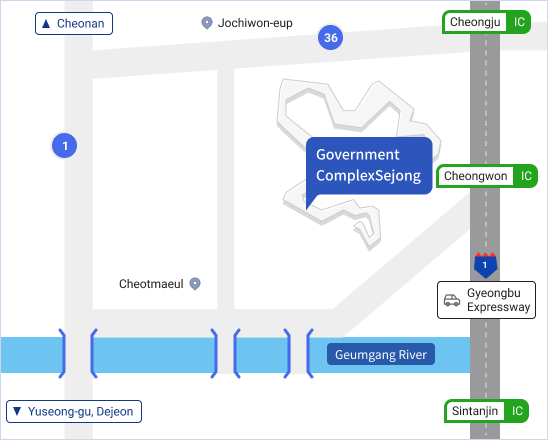 ▲ Cheonan
Jochiwon-eup
36
Cheongju IC
1
Government
ComplexSejong
Cheongwon IC
1
Cheotmaeul
Gyeongbu
Expressway
Geumgang River
▼ Yuseong-gu, Dejeon
Sintanjin IC